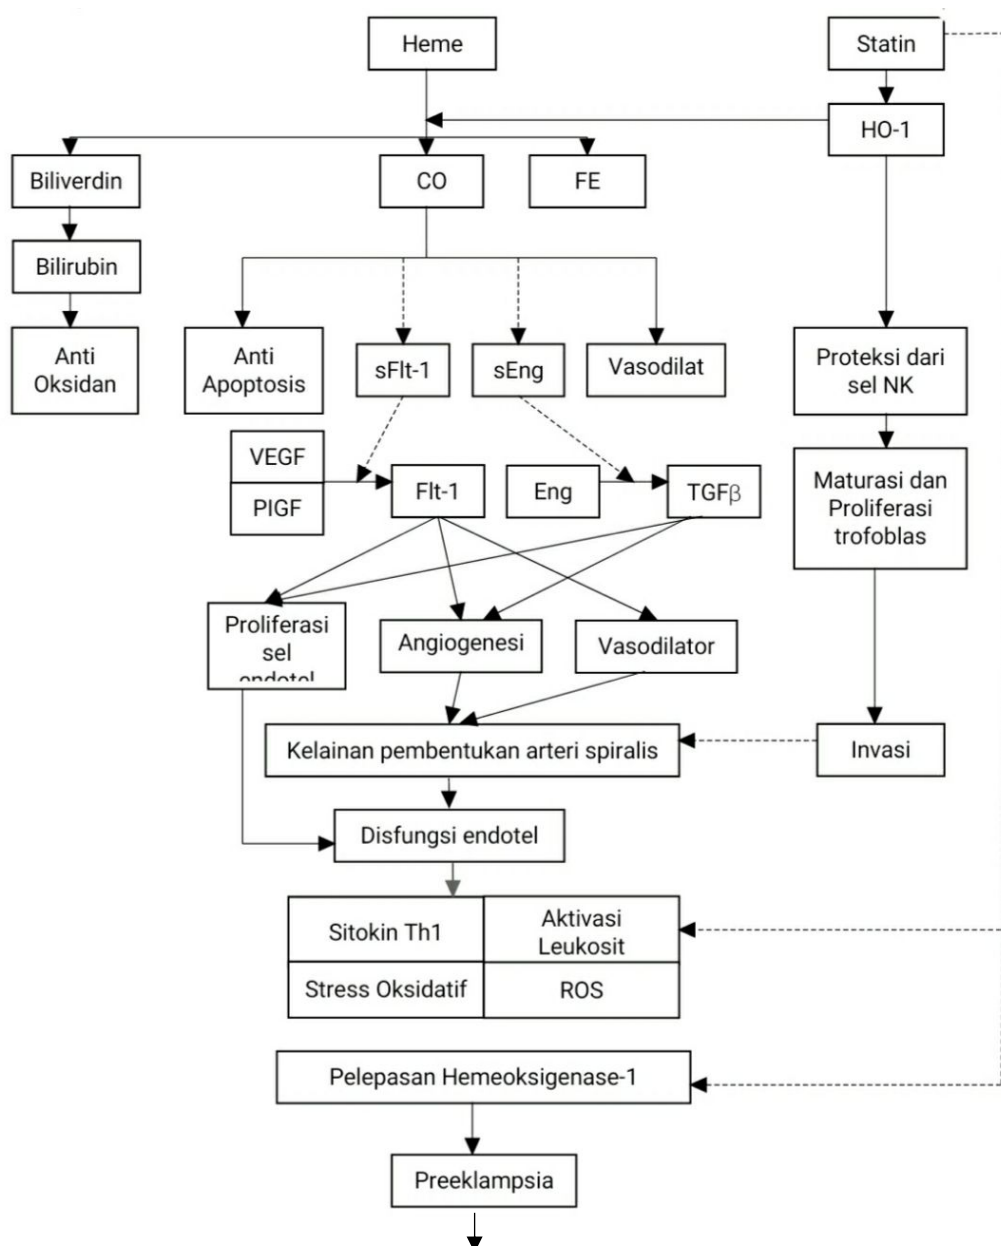 Heme
Statin
HO-1
Biliverdin
CO
FE
Bilirubin
Anti
Oksidan
Anti
Apoptosis
sFlt-1
sEng
Vasodilat
Proteksi dari
sel NK
VEGF
PIGF
Flt-1
Eng
TGFβ
Maturasi dan
Proliferasi
trofoblas
Proliferasi
sel
endotel
Angiogenesi
Vasodilator
Kelainan pembentukan arteri spiralis
Invasi
Disfungsi endotel
Sitokin Th1
Aktivasi
Leukosit
Stress Oksidatif
ROS
Pelepasan Hemeoksigenase-1
Preeklampsia